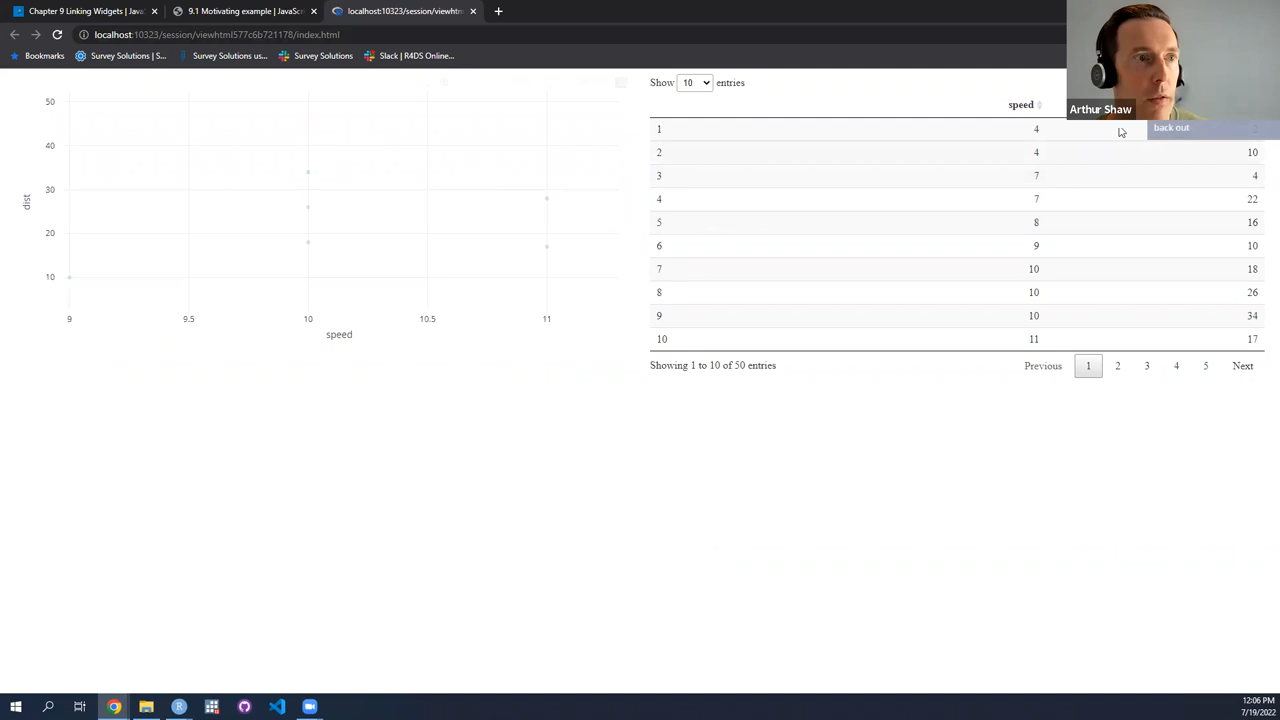 Chapter 9 Linking Widgets | Java
9.1 Motivating example | JavaScr
localhost:10323/session/viewhtm
localhost:10323/session/viewhtml577c6b721178/index.html
Bookmarks
Survey Solutions | S...
Survey Solutions us...
Survey Solutions
Slack | R4DS Online...
50
40
30
20
10
dist
9
9.5
10
10.5
11
speed
Show 10 entries
speed
1 4 2
2 4 10
3 7 4
4 7 22
5 8 16
6 9 10
7 10 18
8 10 26
9 10 34
10 11 17
Showing 1 to 10 of 50 entries
Previous 1 2 3 4 5 Next
Arthur Shaw
back out
12:06 PM
7/19/2022